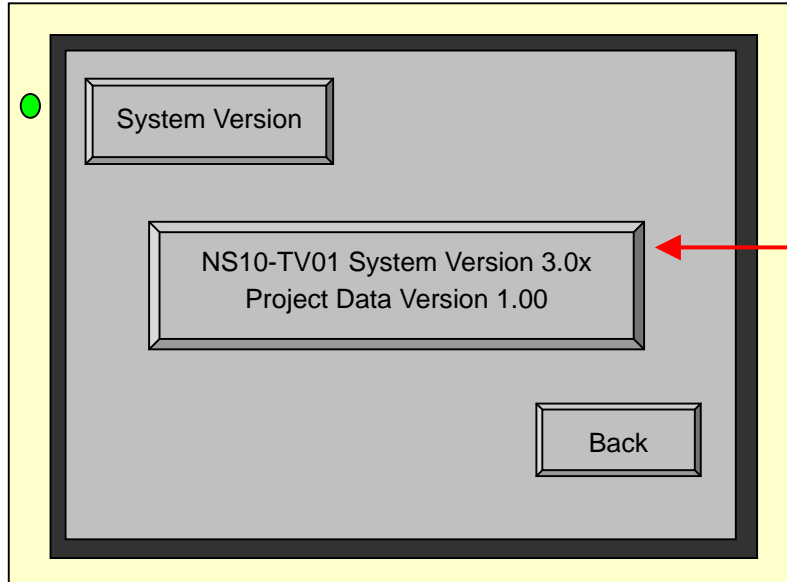 System Version
NS10-TV01 System Version 3.0x
Project Data Version 1.00
Back